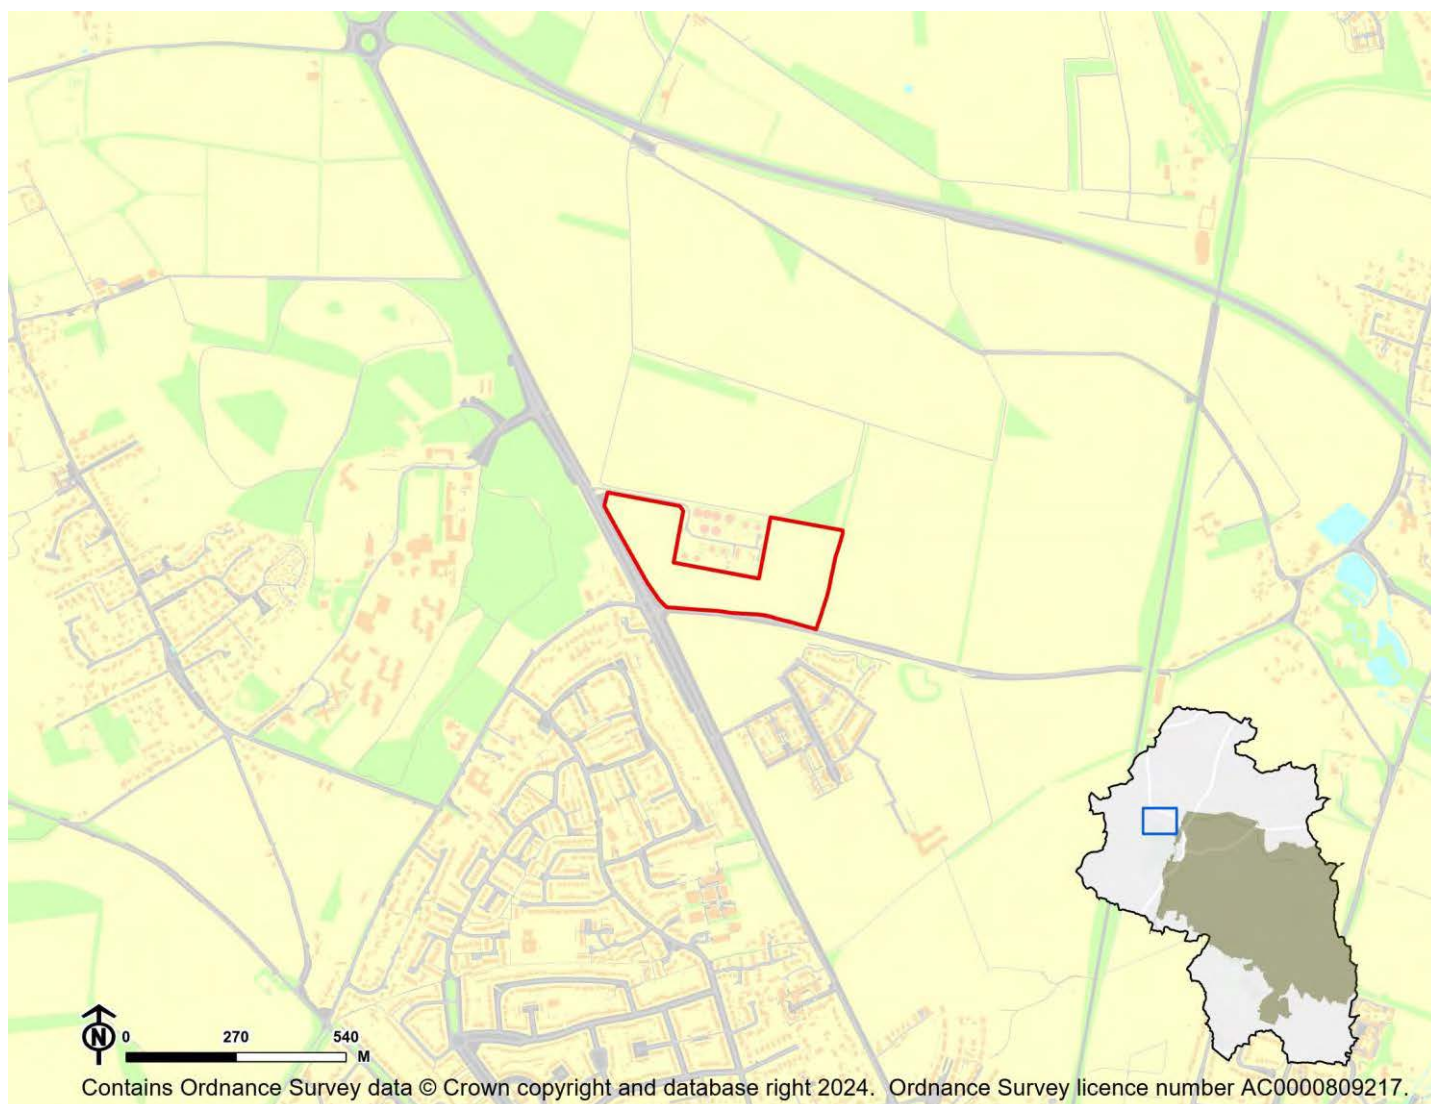 N
0 270 540
M
Contains Ordnance Survey data © Crown copyright and database right 2024. Ordnance Survey licence number AC0000809217.